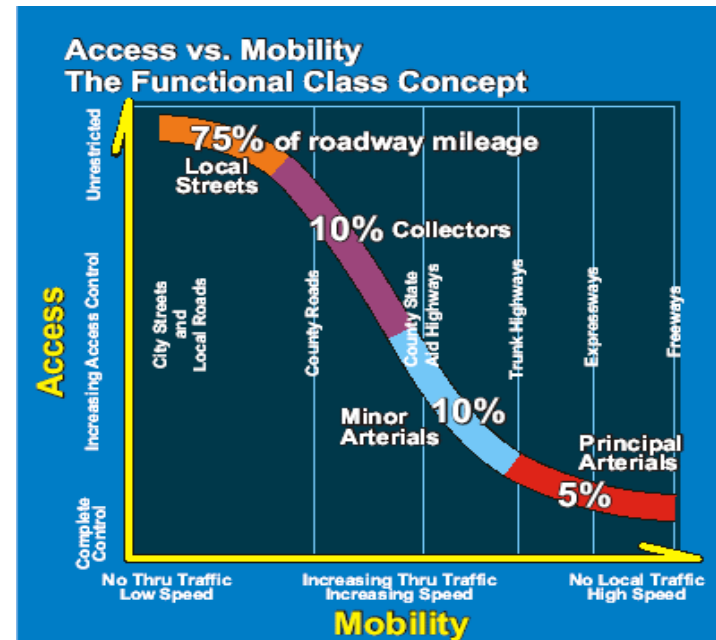 Access vs. Mobility
The Functional Class Concept
Unrestricted
75% of roadway mileage
Local
Streets
10% Collectors
Access
Increasing Access Control
City Streets
and
Local Roads
County Roads
County State
Aid Highways
Trunk Highways
Expressways
Freeways
Minor
Arterials
10%
Principal
Arterials
5%
Complete
Control
No Thru Traffic
Low Speed
Increasing Thru Traffic
Increasing Speed
No Local Traffic
High Speed
Mobility